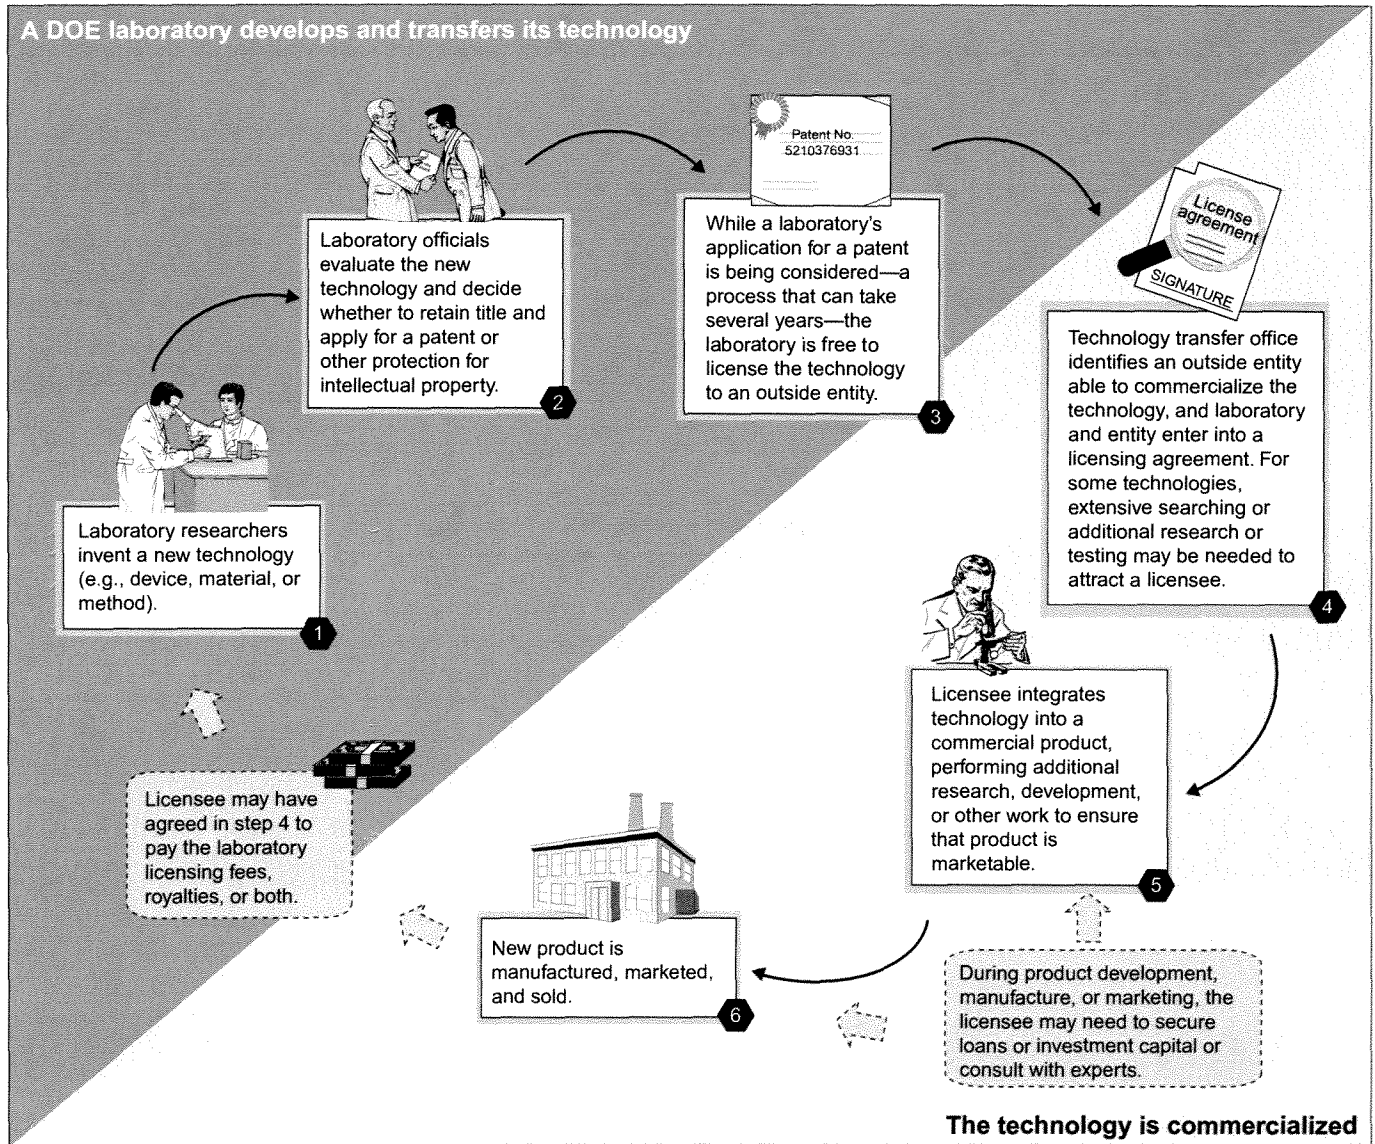 A DOE laboratory develops and transfers its technology
Laboratory researchers
invent a new technology
(e.g., device, material, or
method).
1
Laboratory officials
evaluate the new
technology and decide
whether to retain title and
apply for a patent or
other protection for
intellectual property.
2
Patent No.
5210376931
While a laboratory's
application for a patent
is being considered—a
process that can take
several years—the
laboratory is free to
license the technology
to an outside entity.
3
License
agreement
SIGNATURE
Technology transfer office
identifies an outside entity
able to commercialize the
technology, and laboratory
and entity enter into a
licensing agreement. For
some technologies,
extensive searching or
additional research or
testing may be needed to
attract a licensee.
4
Licensee integrates
technology into a
commercial product,
performing additional
research, development,
or other work to ensure
that product is
marketable.
5
During product development,
manufacture, or marketing, the
licensee may need to secure
loans or investment capital or
consult with experts.
New product is
manufactured, marketed,
and sold.
6
Licensee may have
agreed in step 4 to
pay the laboratory
licensing fees,
royalties, or both.
The technology is commercialized